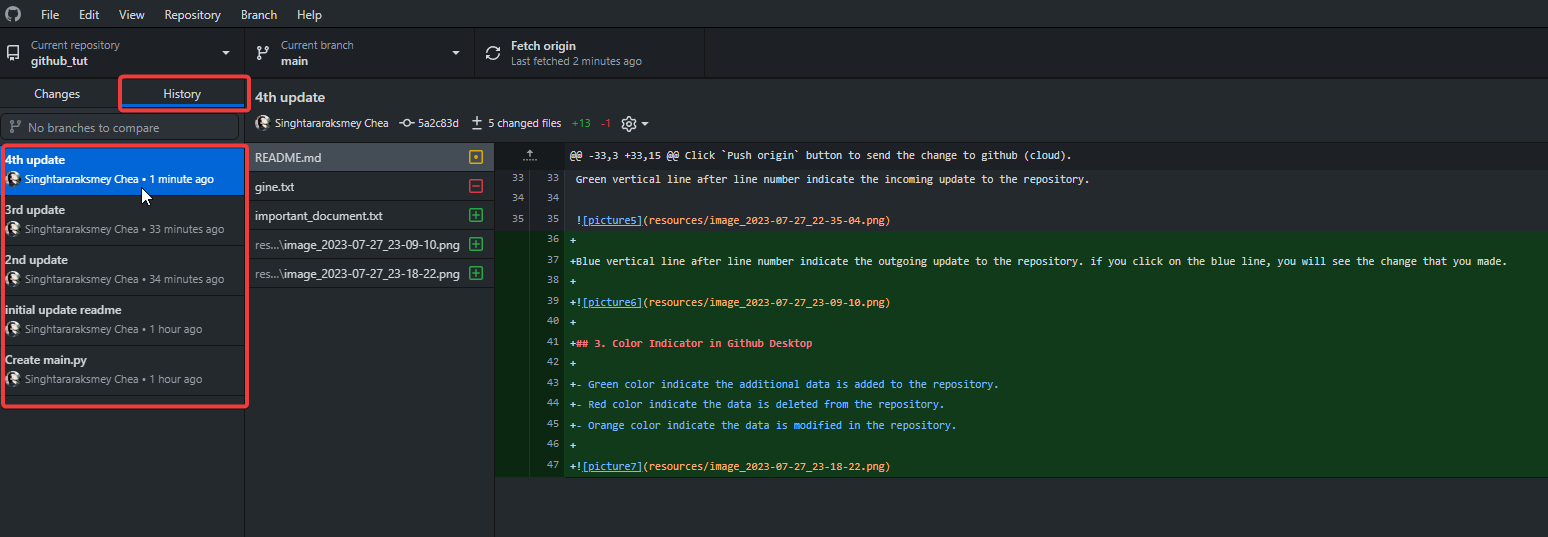 File Edit View Repository Branch Help
Current repository
github_tut
Current branch
main
Fetch origin
Last fetched 2 minutes ago
Changes
History
No branches to compare
4th update
Singhtararaksmey Chea • 1 minute ago
3rd update
Singhtararaksmey Chea • 33 minutes ago
2nd update
Singhtararaksmey Chea • 34 minutes ago
initial update readme
Singhtararaksmey Chea • 1 hour ago
Create main.py
Singhtararaksmey Chea • 1 hour ago
4th update
Singhtararaksmey Chea 5a2c83d 5 changed files +13 -1
README.md
gine.txt
important_document.txt
res...\image_2023-07-27_23-09-10.png
res...\image_2023-07-27_23-18-22.png
@@ -33,3 +33,15 @@ Click `Push origin` button to send the change to github (cloud).
33 33 Green vertical line after line number indicate the incoming update to the repository.
34 34
35 35 ![picture5](resources/image_2023-07-27_22-35-04.png)
36 +
37 +Blue vertical line after line number indicate the outgoing update to the repository. if you click on the blue line, you will see the change that you made.
38 +
39 +![picture6](resources/image_2023-07-27_23-09-10.png)
40 +
41 +## 3. Color Indicator in Github Desktop
42 +
43 +- Green color indicate the additional data is added to the repository.
44 +- Red color indicate the data is deleted from the repository.
45 +- Orange color indicate the data is modified in the repository.
46 +
47 +![picture7](resources/image_2023-07-27_23-18-22.png)